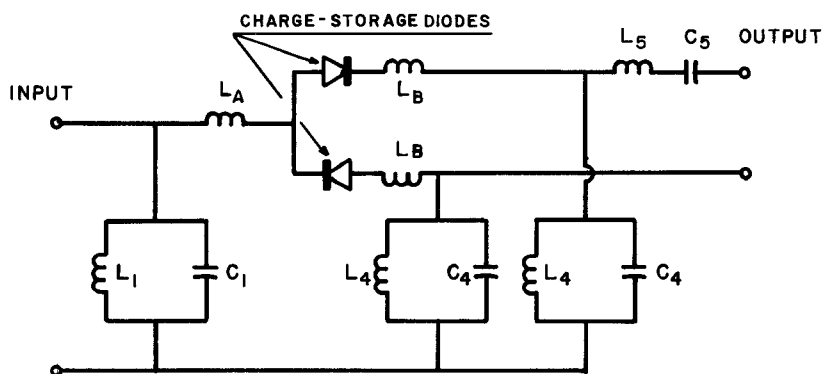 CHARGE-STORAGE DIODES
L5 C5 OUTPUT
INPUT
LA
LB
LB
L1 C1
L4 C4 L4 C4